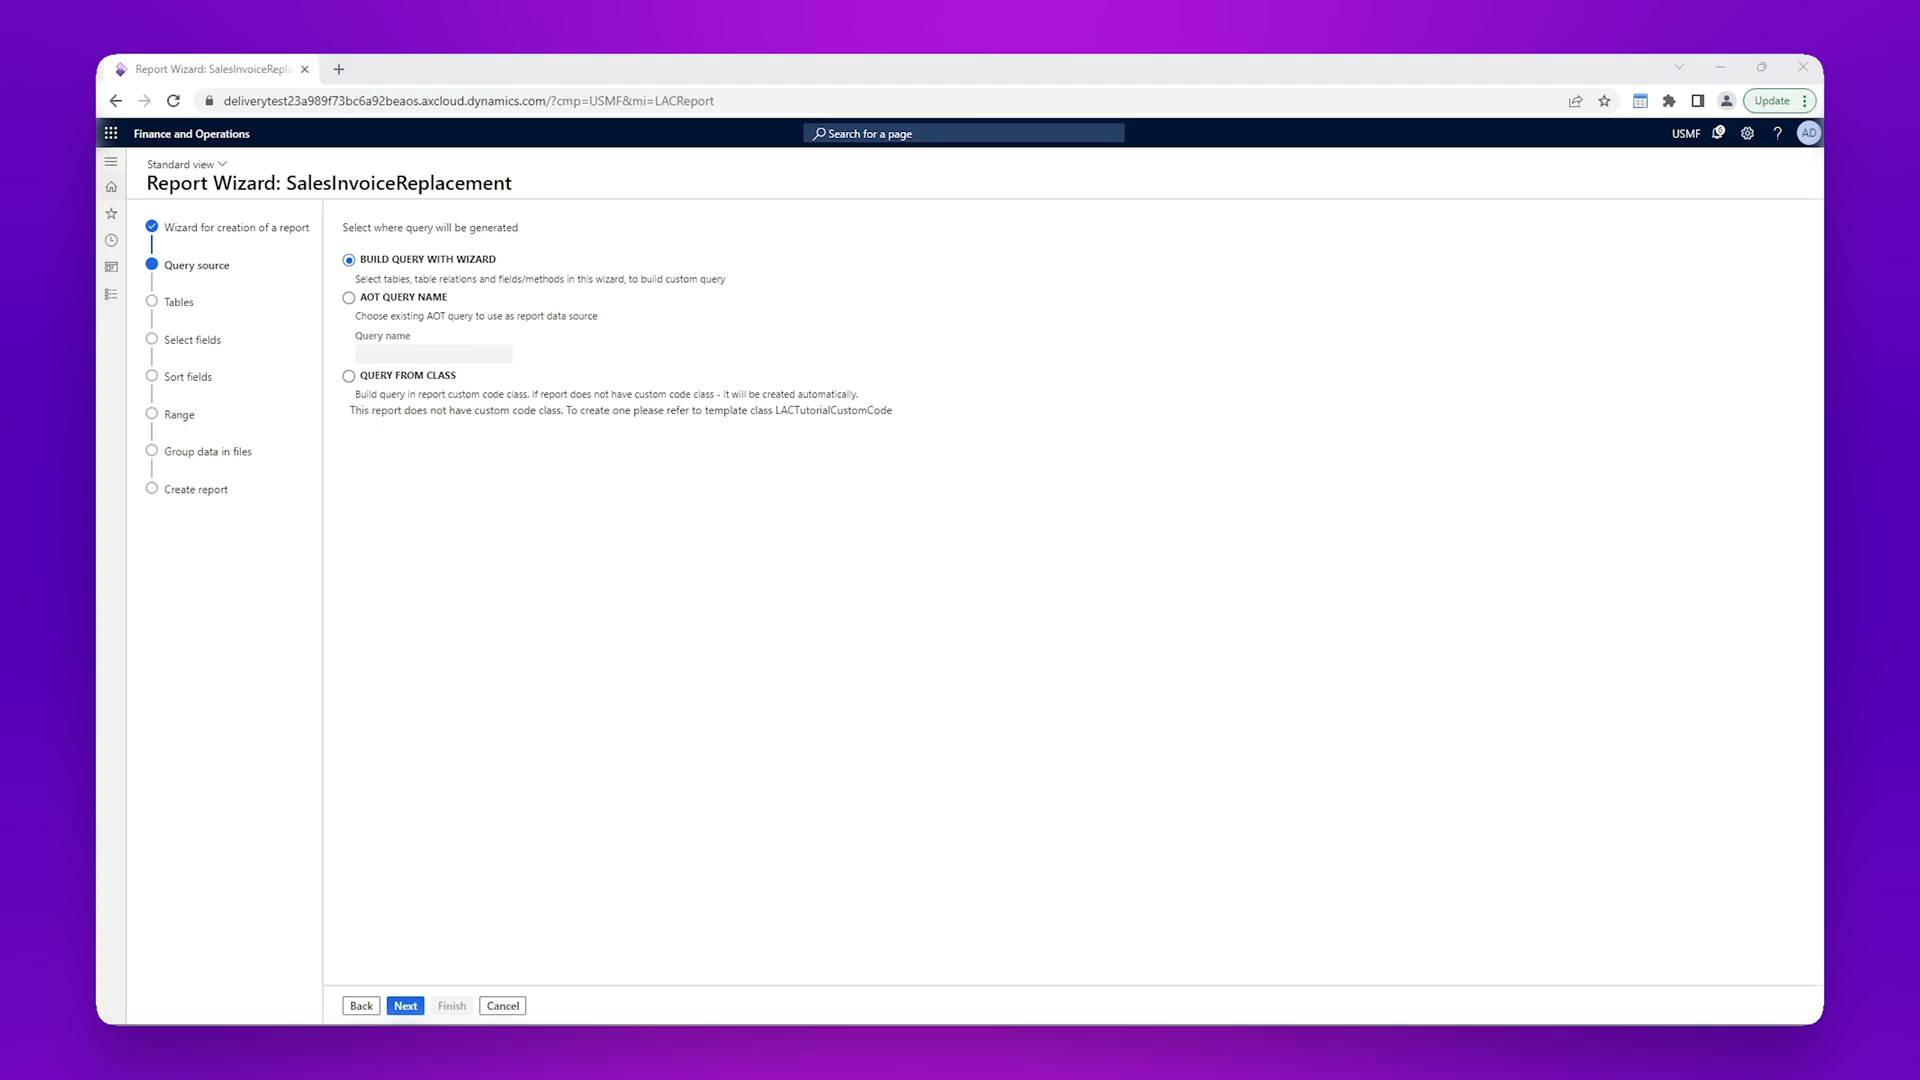 Report Wizard: SalesInvoiceRepla
deliverytest23a989f73bc6a92beaos.axcloud.dynamics.com/?cmp=USMF&mi=LACReport
Update
Finance and Operations
Search for a page
USMF
AD
Standard view
Report Wizard: SalesInvoiceReplacement
Wizard for creation of a report
Query source
Tables
Select fields
Sort fields
Range
Group data in files
Create report
Select where query will be generated
BUILD QUERY WITH WIZARD
Select tables, table relations and fields/methods in this wizard, to build custom query
AOT QUERY NAME
Choose existing AOT query to use as report data source
Query name
QUERY FROM CLASS
Build query in report custom code class. If report does not have custom code class - it will be created automatically.
This report does not have custom code class. To create one please refer to template class LACTutorialCustomCode
Back
Next
Finish
Cancel